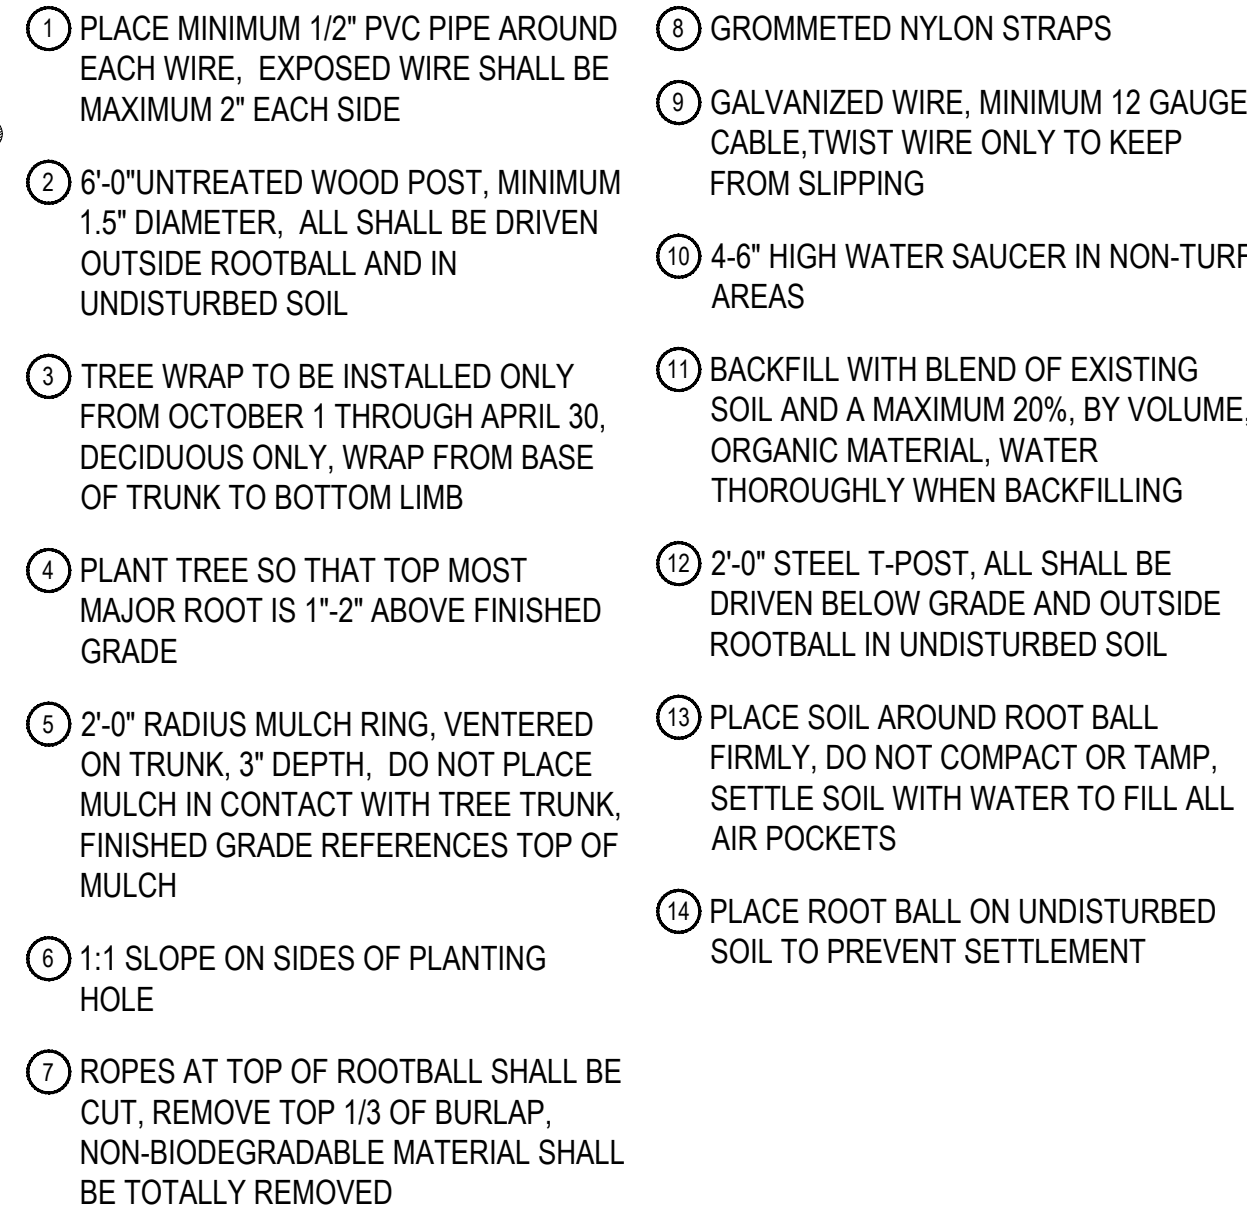 1 PLACE MINIMUM 1/2" PVC PIPE AROUND
EACH WIRE, EXPOSED WIRE SHALL BE
MAXIMUM 2" EACH SIDE
2 6'-0"UNTREATED WOOD POST, MINIMUM
1.5" DIAMETER, ALL SHALL BE DRIVEN
OUTSIDE ROOTBALL AND IN
UNDISTURBED SOIL
3 TREE WRAP TO BE INSTALLED ONLY
FROM OCTOBER 1 THROUGH APRIL 30,
DECIDUOUS ONLY, WRAP FROM BASE
OF TRUNK TO BOTTOM LIMB
4 PLANT TREE SO THAT TOP MOST
MAJOR ROOT IS 1"-2" ABOVE FINISHED
GRADE
5 2'-0" RADIUS MULCH RING, VENTERED
ON TRUNK, 3" DEPTH, DO NOT PLACE
MULCH IN CONTACT WITH TREE TRUNK,
FINISHED GRADE REFERENCES TOP OF
MULCH
6 1:1 SLOPE ON SIDES OF PLANTING
HOLE
7 ROPES AT TOP OF ROOTBALL SHALL BE
CUT, REMOVE TOP 1/3 OF BURLAP,
NON-BIODEGRADABLE MATERIAL SHALL
BE TOTALLY REMOVED
8 GROMMETED NYLON STRAPS
9 GALVANIZED WIRE, MINIMUM 12 GAUGE
CABLE,TWIST WIRE ONLY TO KEEP
FROM SLIPPING
10 4-6" HIGH WATER SAUCER IN NON-TURF
AREAS
11 BACKFILL WITH BLEND OF EXISTING
SOIL AND A MAXIMUM 20%, BY VOLUME,
ORGANIC MATERIAL, WATER
THOROUGHLY WHEN BACKFILLING
12 2'-0" STEEL T-POST, ALL SHALL BE
DRIVEN BELOW GRADE AND OUTSIDE
ROOTBALL IN UNDISTURBED SOIL
13 PLACE SOIL AROUND ROOT BALL
FIRMLY, DO NOT COMPACT OR TAMP,
SETTLE SOIL WITH WATER TO FILL ALL
AIR POCKETS
14 PLACE ROOT BALL ON UNDISTURBED
SOIL TO PREVENT SETTLEMENT